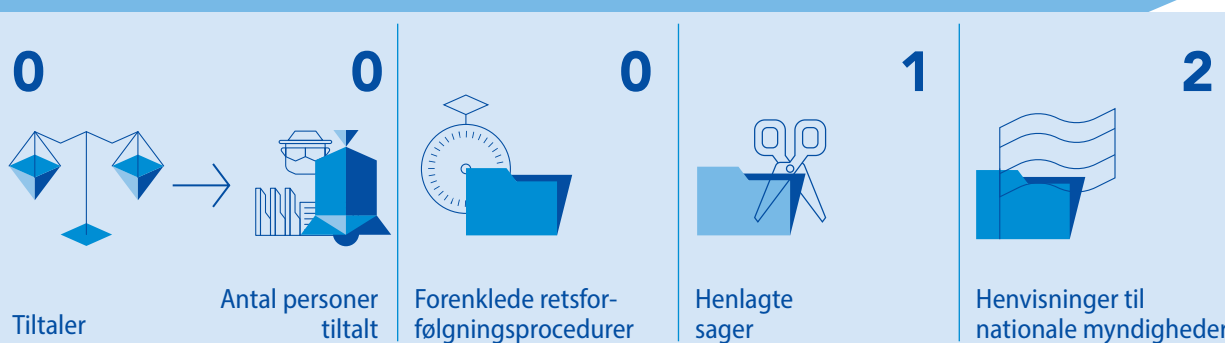 0
Tiltaler
0
Antal personer
tiltalt
0
Forenklede retsfor-
følgningsprocedurer
1
Henlagte
sager
2
Henvisninger til
nationale myndigheder